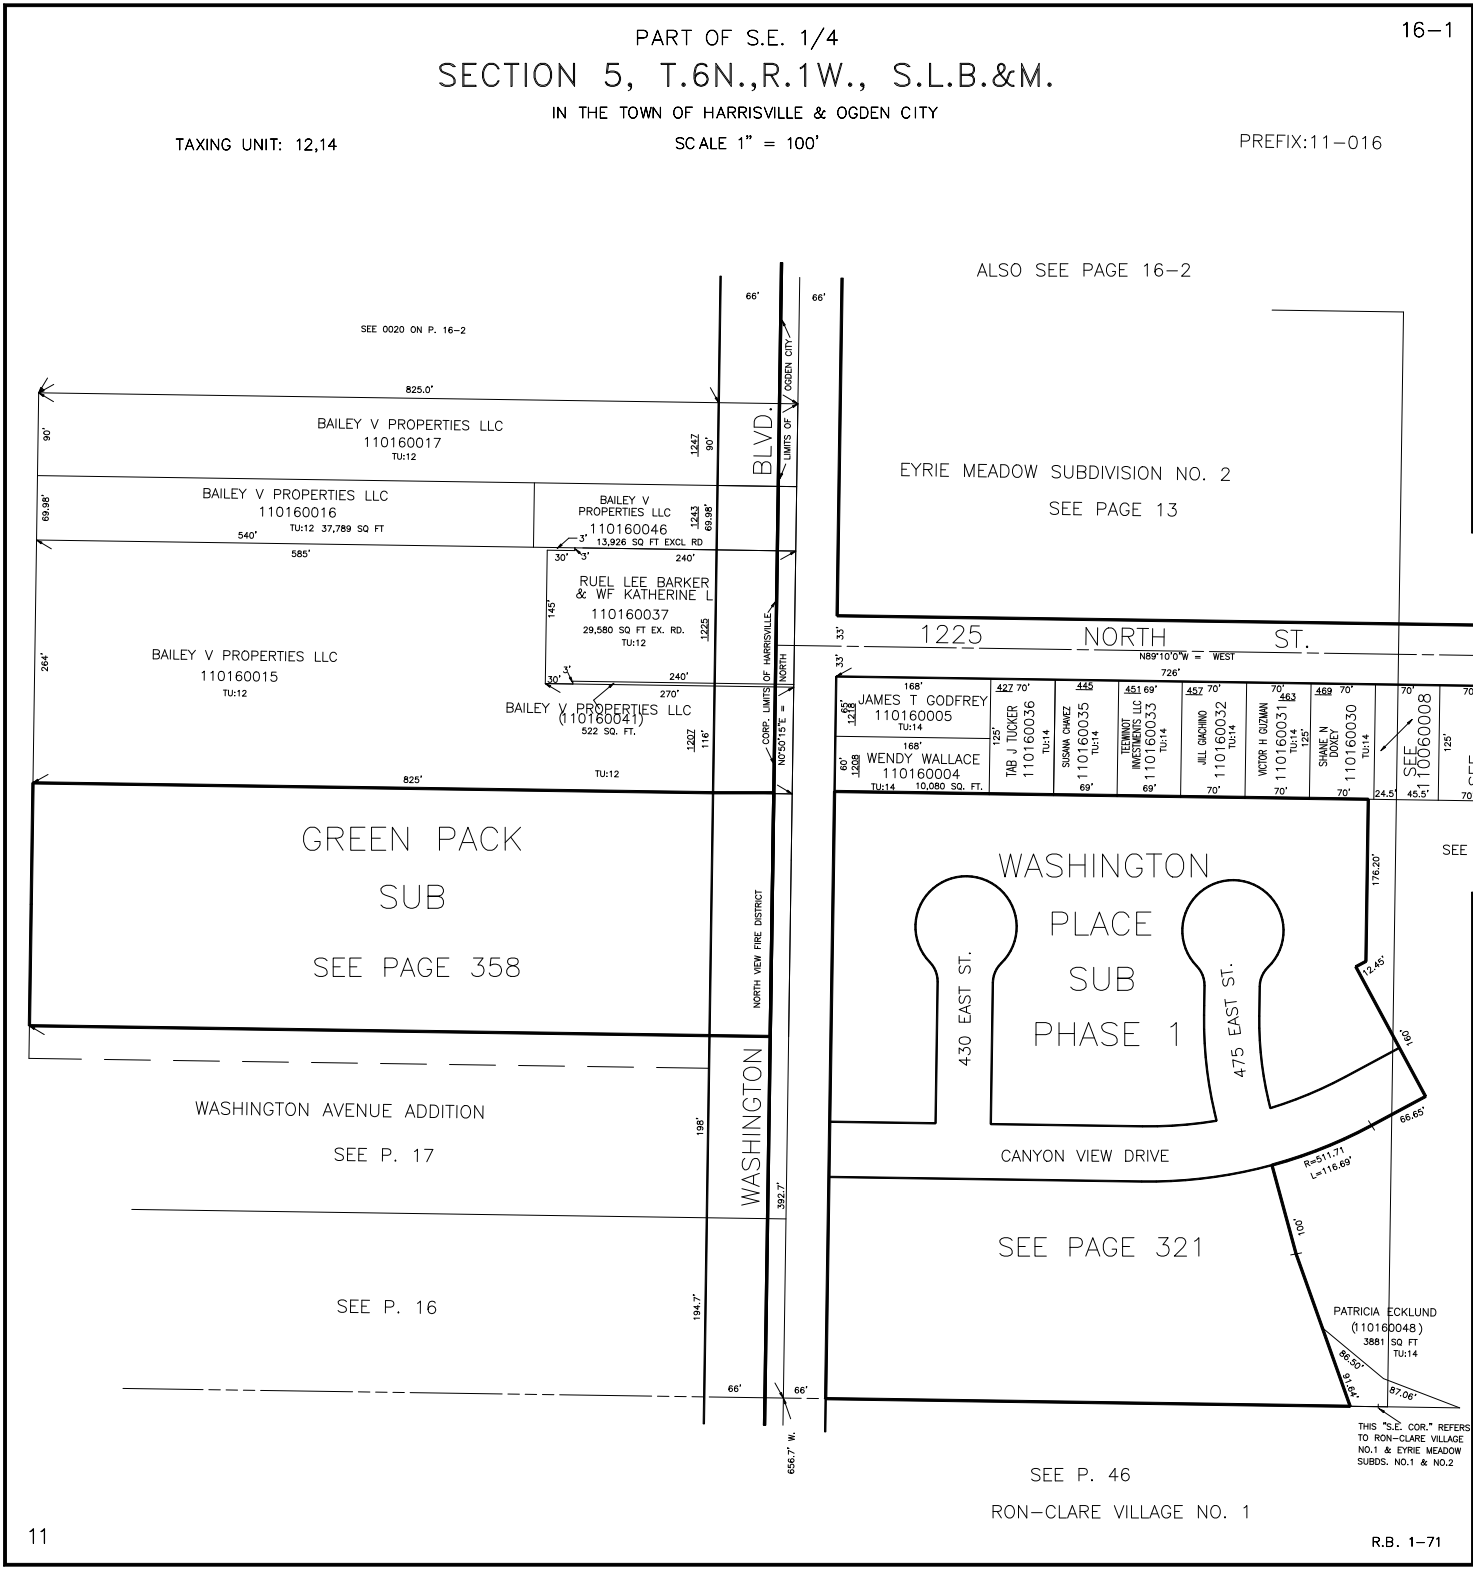 16-1
PART OF S.E. 1/4
SECTION 5, T.6N.,R.1W., S.L.B.&M.
IN THE TOWN OF HARRISVILLE & OGDEN CITY
TAXING UNIT: 12,14
SCALE 1" = 100'
PREFIX:11-016
ALSO SEE PAGE 16-2
66'
66'
SEE 0020 ON P. 16-2
LIMITS OF OGDEN CITY
825.0'
BAILEY V PROPERTIES LLC
110160017
TU:12
90'
1247
90'
BLVD.
EYRIE MEADOW SUBDIVISION NO. 2
SEE PAGE 13
BAILEY V PROPERTIES LLC
110160016
TU:12 37,789 SQ FT
69.98'
540'
BAILEY V
PROPERTIES LLC
110160046
13,926 SQ FT EXCL RD
1243
69.98'
3'
585'
30'
3'
240'
RUEL LEE BARKER
& WF KATHERINE L
110160037
29,580 SQ FT EX. RD.
TU:12
145'
1225
CORP. LIMITS OF HARRISVILLE
N0°50'15"E = NORTH
33'
33'
1225 NORTH ST.
N89°10'0"W = WEST
726'
264'
BAILEY V PROPERTIES LLC
110160015
TU:12
3'
30'
240'
270'
BAILEY V PROPERTIES LLC
(110160041)
522 SQ. FT.
1207
116'
TU:12
825'
168'
JAMES T GODFREY
110160005
TU:14
65'
1218
168'
WENDY WALLACE
110160004
TU:14 10,080 SQ. FT.
60'
1208
427 70'
TAB J TUCKER
110160036
TU:14
125'
445
SUSANA CHAVEZ
110160035
TU:14
69'
451 69'
TEEWINOT
INVESTMENTS LLC
110160033
TU:14
69'
457 70'
JILL GIACHINO
110160032
TU:14
70'
70'
463
VICTOR H GUZMAN
110160031
TU:14
125'
70'
469 70'
SHANE N
DOXEY
110160030
TU:14
70'
70'
SEE
110060008
24.5'
45.5'
125'
70
SEE
70
SEE
GREEN PACK
SUB
SEE PAGE 358
NORTH VIEW FIRE DISTRICT
WASHINGTON
PLACE
SUB
PHASE 1
430 EAST ST.
475 EAST ST.
176.20'
12.45'
160'
66.65'
R=511.71
L=116.69'
CANYON VIEW DRIVE
WASHINGTON AVENUE ADDITION
SEE P. 17
198'
WASHINGTON
392.7'
SEE PAGE 321
100'
SEE P. 16
194.7'
66'
66'
656.7' W.
PATRICIA ECKLUND
(110160048)
3881 SQ FT
TU:14
86.50'
91.64'
87.06'
THIS "S.E. COR." REFERS
TO RON-CLARE VILLAGE
NO.1 & EYRIE MEADOW
SUBDS. NO.1 & NO.2
SEE P. 46
RON-CLARE VILLAGE NO. 1
11
R.B. 1-71